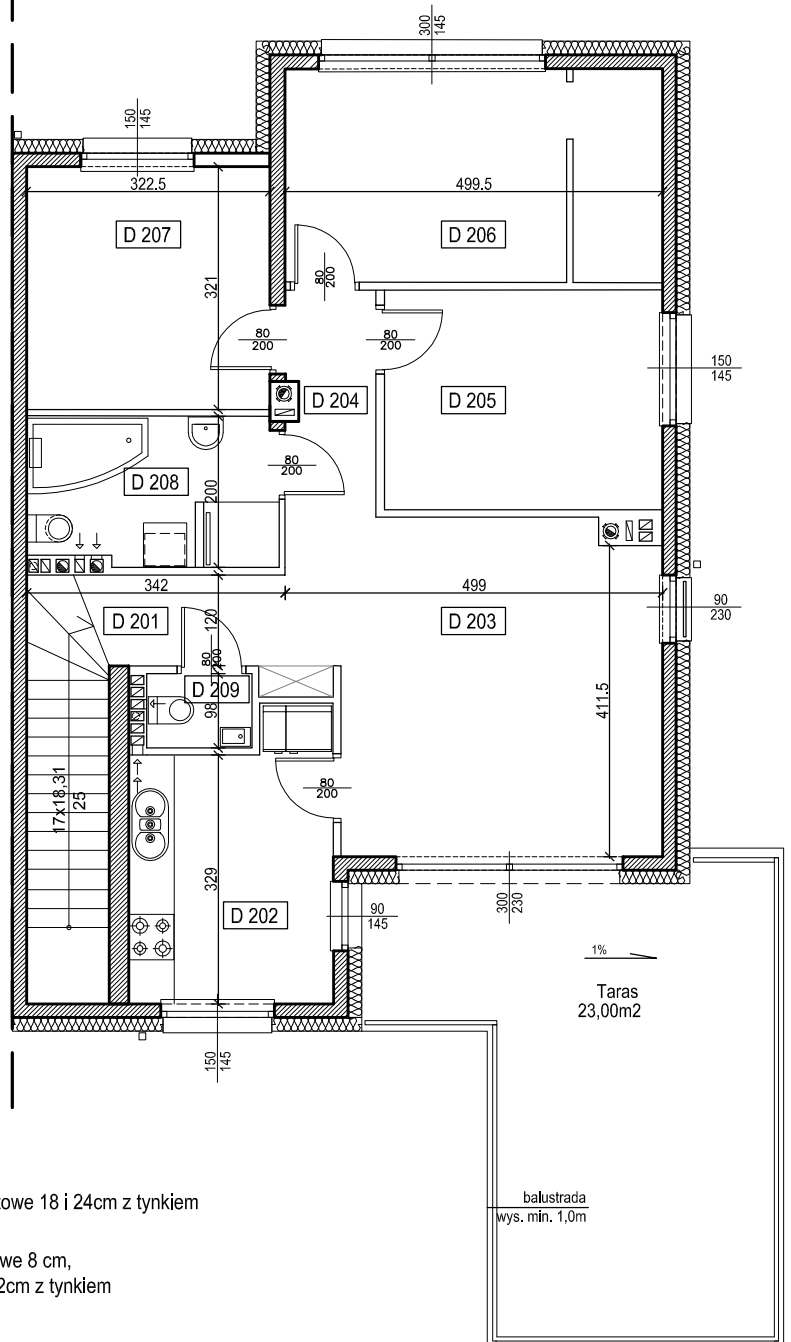 300
145
150
145
322.5
499.5
D 207
D 206
321
80
200
80
200
80
200
150
145
D 204
D 205
80
200
D 208
200
342
499
D 201
120
D 203
90
230
80
200
D 209
98
411.5
17x18,31
25
80
200
329
D 202
90
145
300
230
1%
Taras
23,00m2
150
145
towe 18 i 24cm z tynkiem
balustrada
wys. min. 1,0m
we 8 cm,
2cm z tynkiem